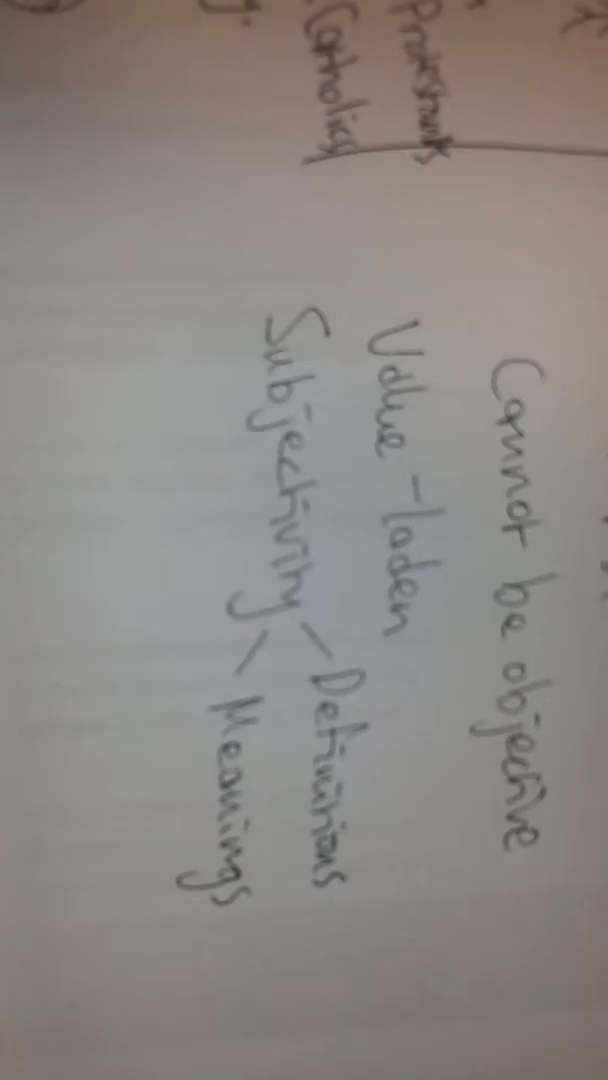 Protestants
Catholics
Cannot be objective
Value-laden
Subjectivity
Definitions
Meanings